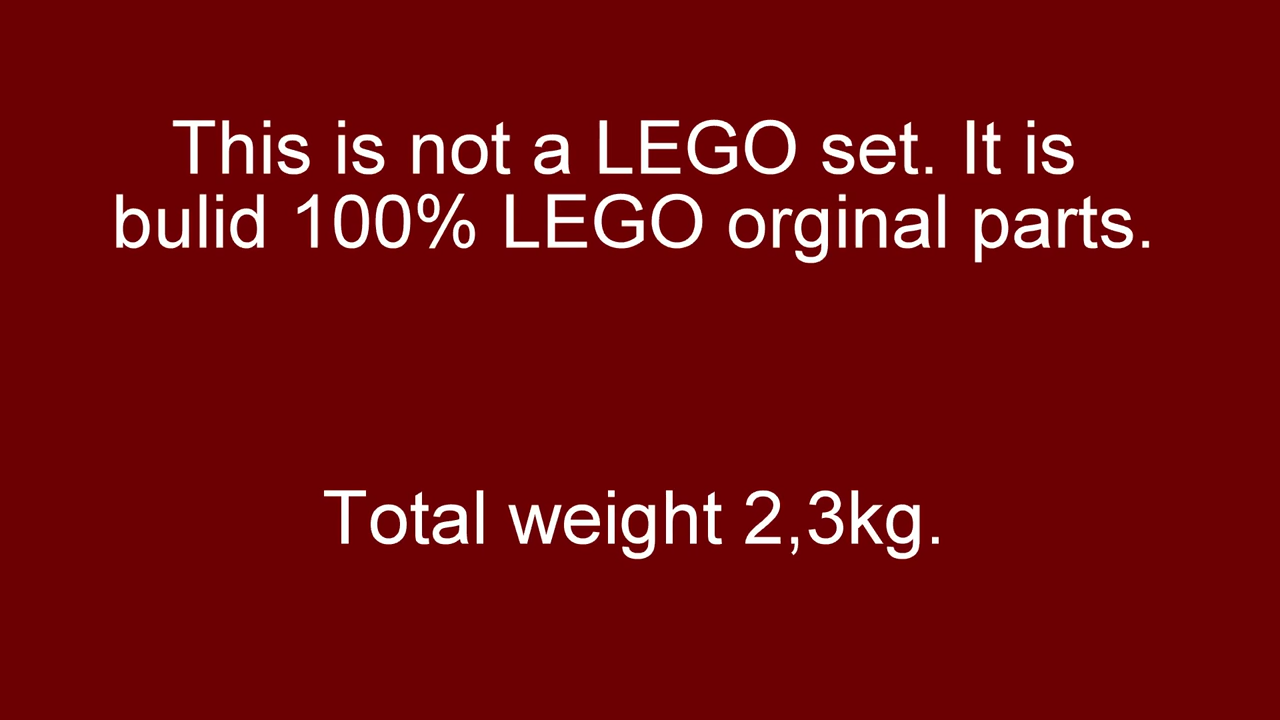 This is not a LEGO set. It is
bulid 100% LEGO orginal parts.
Total weight 2,3kg.